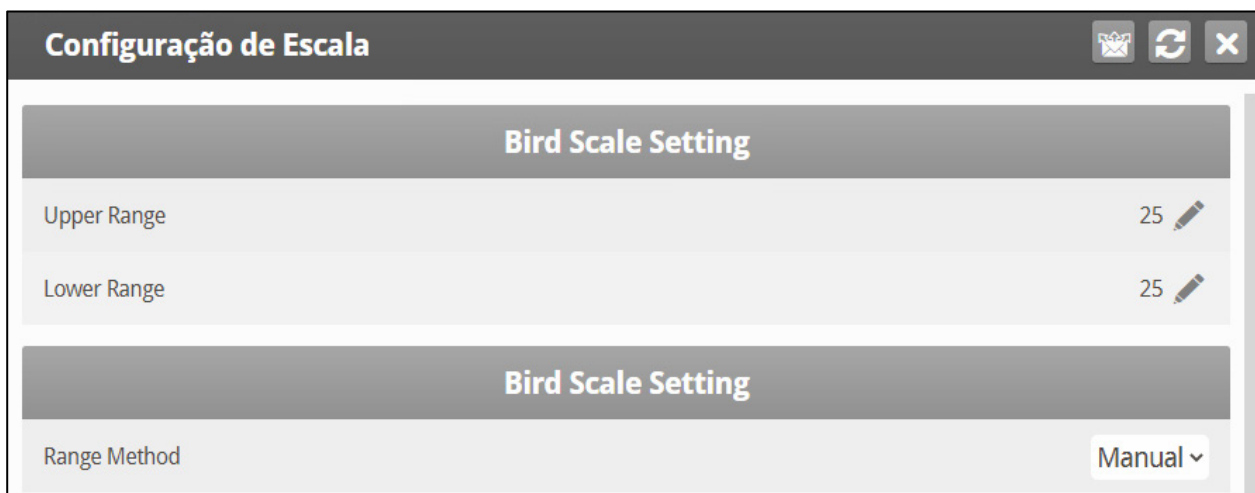 Configuração de Escala
Bird Scale Setting
Upper Range 25
Lower Range 25
Bird Scale Setting
Range Method Manual